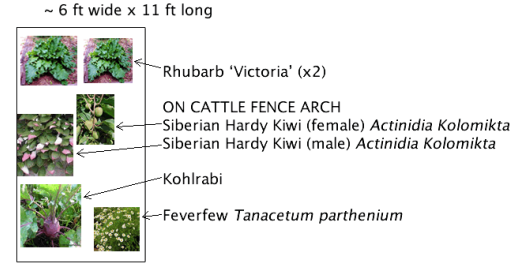 ~ 6 ft wide x 11 ft long
Rhubarb ‘Victoria’ (x2)
ON CATTLE FENCE ARCH
Siberian Hardy Kiwi (female) Actinidia Kolomikta
Siberian Hardy Kiwi (male) Actinidia Kolomikta
Kohlrabi
Feverfew Tanacetum parthenium